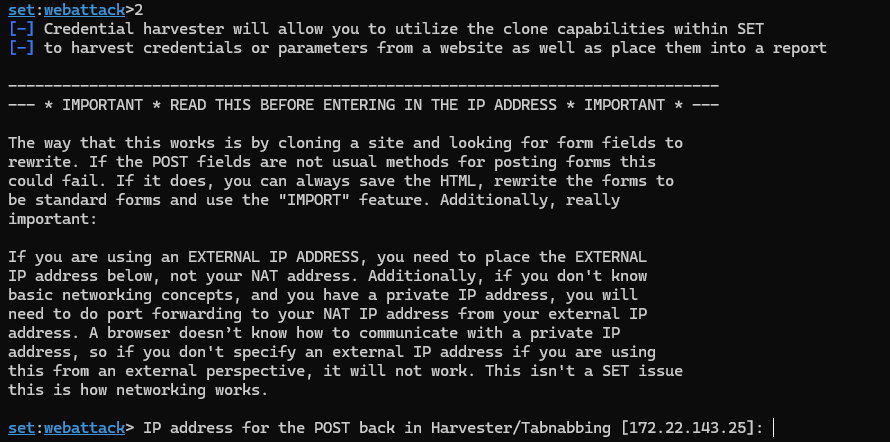 set:webattack>2
[-] Credential harvester will allow you to utilize the clone capabilities within SET
[-] to harvest credentials or parameters from a website as well as place them into a report
-------------------------------------------------------------------------------
--- * IMPORTANT * READ THIS BEFORE ENTERING IN THE IP ADDRESS * IMPORTANT * ---
The way that this works is by cloning a site and looking for form fields to
rewrite. If the POST fields are not usual methods for posting forms this
could fail. If it does, you can always save the HTML, rewrite the forms to
be standard forms and use the "IMPORT" feature. Additionally, really
important:
If you are using an EXTERNAL IP ADDRESS, you need to place the EXTERNAL
IP address below, not your NAT address. Additionally, if you don't know
basic networking concepts, and you have a private IP address, you will
need to do port forwarding to your NAT IP address from your external IP
address. A browser doesn’t know how to communicate with a private IP
address, so if you don't specify an external IP address if you are using
this from an external perspective, it will not work. This isn't a SET issue
this is how networking works.
set:webattack> IP address for the POST back in Harvester/Tabnabbing [172.22.143.25]: